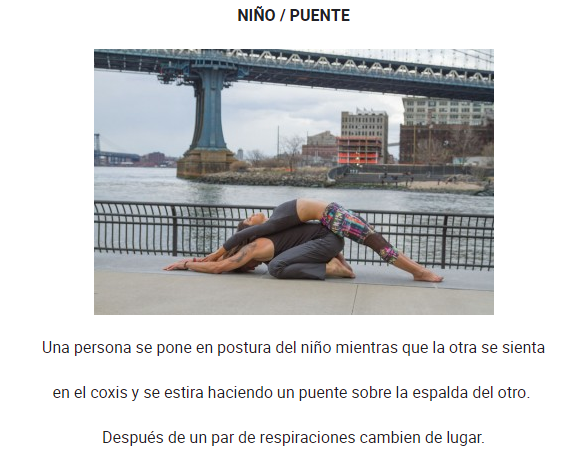 NIÑO / PUENTE
Una persona se pone en postura del niño mientras que la otra se sienta
en el coxis y se estira haciendo un puente sobre la espalda del otro.
Después de un par de respiraciones cambien de lugar.